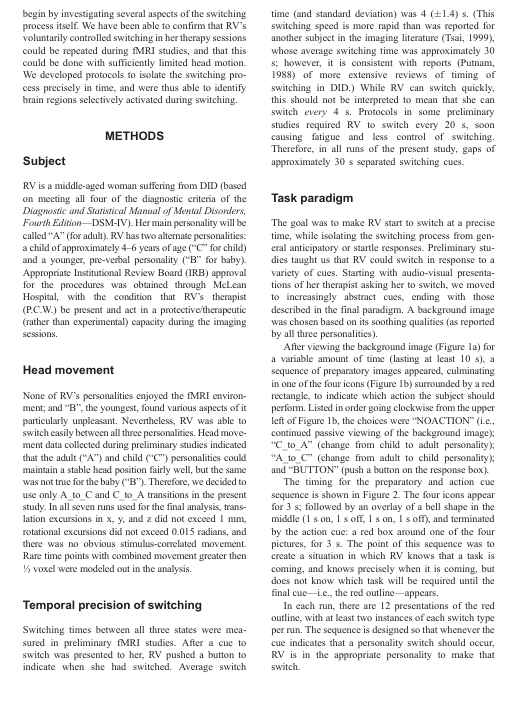 begin by investigating several aspects of the switching
process itself. We have been able to confirm that RV's
voluntarily controlled switching in her therapy sessions
could be repeated during fMRI studies, and that this
could be done with sufficiently limited head motion.
We developed protocols to isolate the switching pro-
cess precisely in time, and were thus able to identify
brain regions selectively activated during switching.
METHODS
Subject
RV is a middle-aged woman suffering from DID (based
on meeting all four of the diagnostic criteria of the
Diagnostic and Statistical Manual of Mental Disorders,
Fourth Edition—DSM-IV). Her main personality will be
called “A” (for adult). RV has two alternate personalities:
a child of approximately 4–6 years of age (“C” for child)
and a younger, pre-verbal personality (“B” for baby).
Appropriate Institutional Review Board (IRB) approval
for the procedures was obtained through McLean
Hospital, with the condition that RV's therapist
(P.C.W.) be present and act in a protective/therapeutic
(rather than experimental) capacity during the imaging
sessions.
Head movement
None of RV's personalities enjoyed the fMRI environ-
ment; and “B”, the youngest, found various aspects of it
particularly unpleasant. Nevertheless, RV was able to
switch easily between all three personalities. Head move-
ment data collected during preliminary studies indicated
that the adult (“A”) and child (“C”) personalities could
maintain a stable head position fairly well, but the same
was not true for the baby (“B”). Therefore, we decided to
use only A_to_C and C_to_A transitions in the present
study. In all seven runs used for the final analysis, trans-
lation excursions in x, y, and z did not exceed 1 mm,
rotational excursions did not exceed 0.015 radians, and
there was no obvious stimulus-correlated movement.
Rare time points with combined movement greater then
½ voxel were modeled out in the analysis.
Temporal precision of switching
Switching times between all three states were mea-
sured in preliminary fMRI studies. After a cue to
switch was presented to her, RV pushed a button to
indicate when she had switched. Average switch
time (and standard deviation) was 4 (±1.4) s. (This
switching speed is more rapid than was reported for
another subject in the imaging literature (Tsai, 1999),
whose average switching time was approximately 30
s; however, it is consistent with reports (Putnam,
1988) of more extensive reviews of timing of
switching in DID.) While RV can switch quickly,
this should not be interpreted to mean that she can
switch every 4 s. Protocols in some preliminary
studies required RV to switch every 20 s, soon
causing fatigue and less control of switching.
Therefore, in all runs of the present study, gaps of
approximately 30 s separated switching cues.
Task paradigm
The goal was to make RV start to switch at a precise
time, while isolating the switching process from gen-
eral anticipatory or startle responses. Preliminary stu-
dies taught us that RV could switch in response to a
variety of cues. Starting with audio-visual presenta-
tions of her therapist asking her to switch, we moved
to increasingly abstract cues, ending with those
described in the final paradigm. A background image
was chosen based on its soothing qualities (as reported
by all three personalities).
After viewing the background image (Figure 1a) for
a variable amount of time (lasting at least 10 s), a
sequence of preparatory images appeared, culminating
in one of the four icons (Figure 1b) surrounded by a red
rectangle, to indicate which action the subject should
perform. Listed in order going clockwise from the upper
left of Figure 1b, the choices were “NOACTION” (i.e.,
continued passive viewing of the background image);
“C_to_A” (change from child to adult personality);
“A_to_C” (change from adult to child personality);
and “BUTTON” (push a button on the response box).
The timing for the preparatory and action cue
sequence is shown in Figure 2. The four icons appear
for 3 s; followed by an overlay of a bell shape in the
middle (1 s on, 1 s off, 1 s on, 1 s off), and terminated
by the action cue: a red box around one of the four
pictures, for 3 s. The point of this sequence was to
create a situation in which RV knows that a task is
coming, and knows precisely when it is coming, but
does not know which task will be required until the
final cue—i.e., the red outline—appears.
In each run, there are 12 presentations of the red
outline, with at least two instances of each switch type
per run. The sequence is designed so that whenever the
cue indicates that a personality switch should occur,
RV is in the appropriate personality to make that
switch.